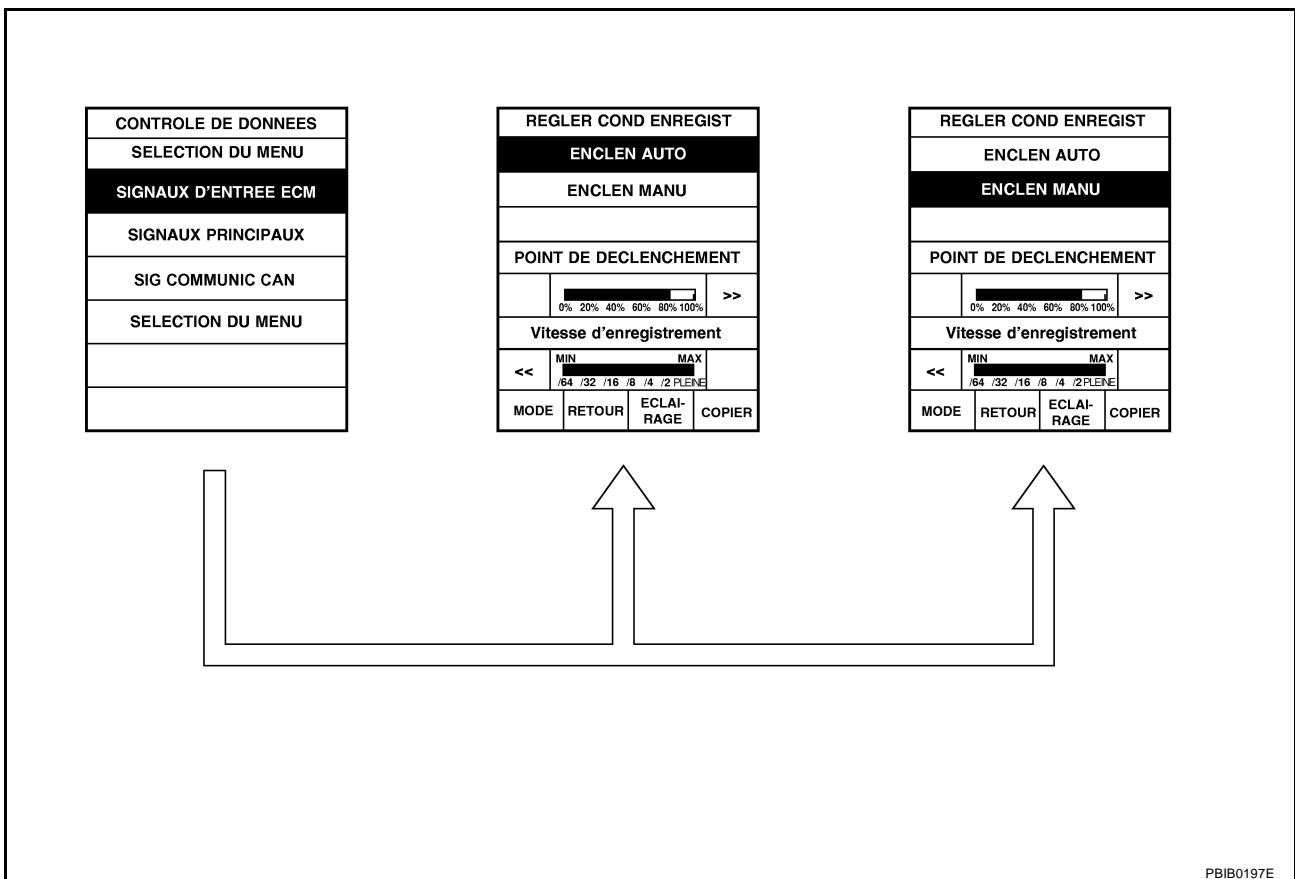 CONTROLE DE DONNEES
SELECTION DU MENU
SIGNAUX D'ENTREE ECM
SIGNAUX PRINCIPAUX
SIG COMMUNIC CAN
SELECTION DU MENU
REGLER COND ENREGIST
ENCLEN AUTO
ENCLEN MANU
POINT DE DECLENCHEMENT
>>
0% 20% 40% 60% 80% 100%
Vitesse d'enregistrement
MIN MAX
<<
/64 /32 /16 /8 /4 /2 PLEINE
MODE RETOUR ECLAI-
RAGE COPIER
REGLER COND ENREGIST
ENCLEN AUTO
ENCLEN MANU
POINT DE DECLENCHEMENT
>>
0% 20% 40% 60% 80% 100%
Vitesse d'enregistrement
MIN MAX
<<
/64 /32 /16 /8 /4 /2 PLEINE
MODE RETOUR ECLAI-
RAGE COPIER
PBIB0197E